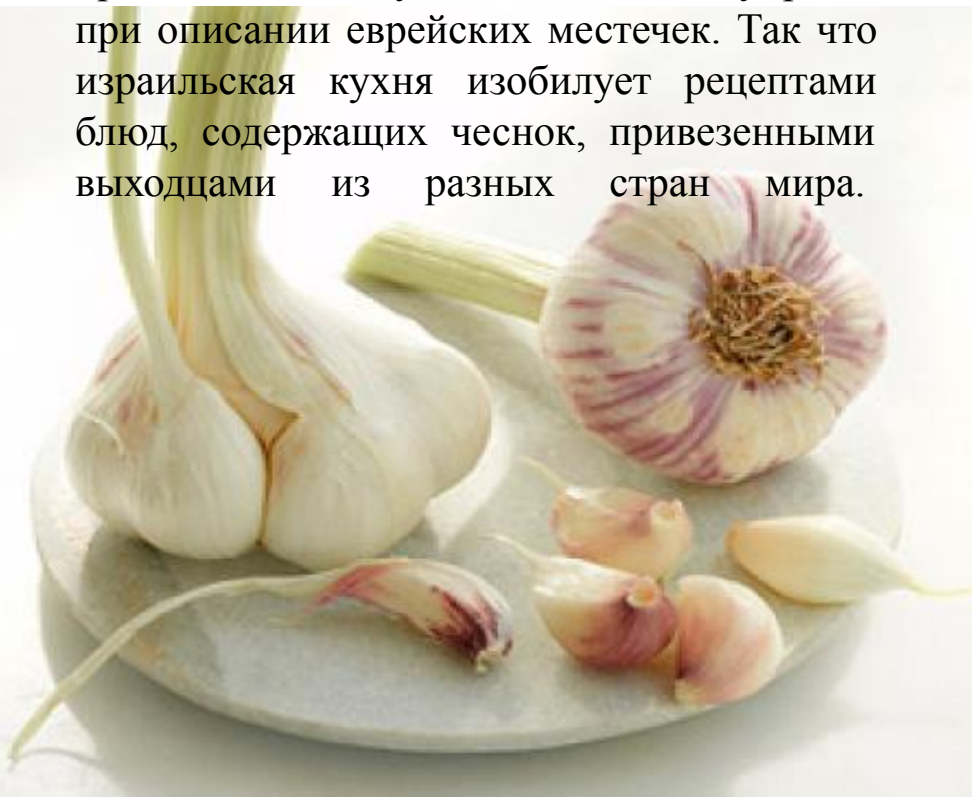 при описании еврейских местечек. Так что
израильская кухня изобилует рецептами
блюд, содержащих чеснок, привезенными
выходцами из разных стран мира.